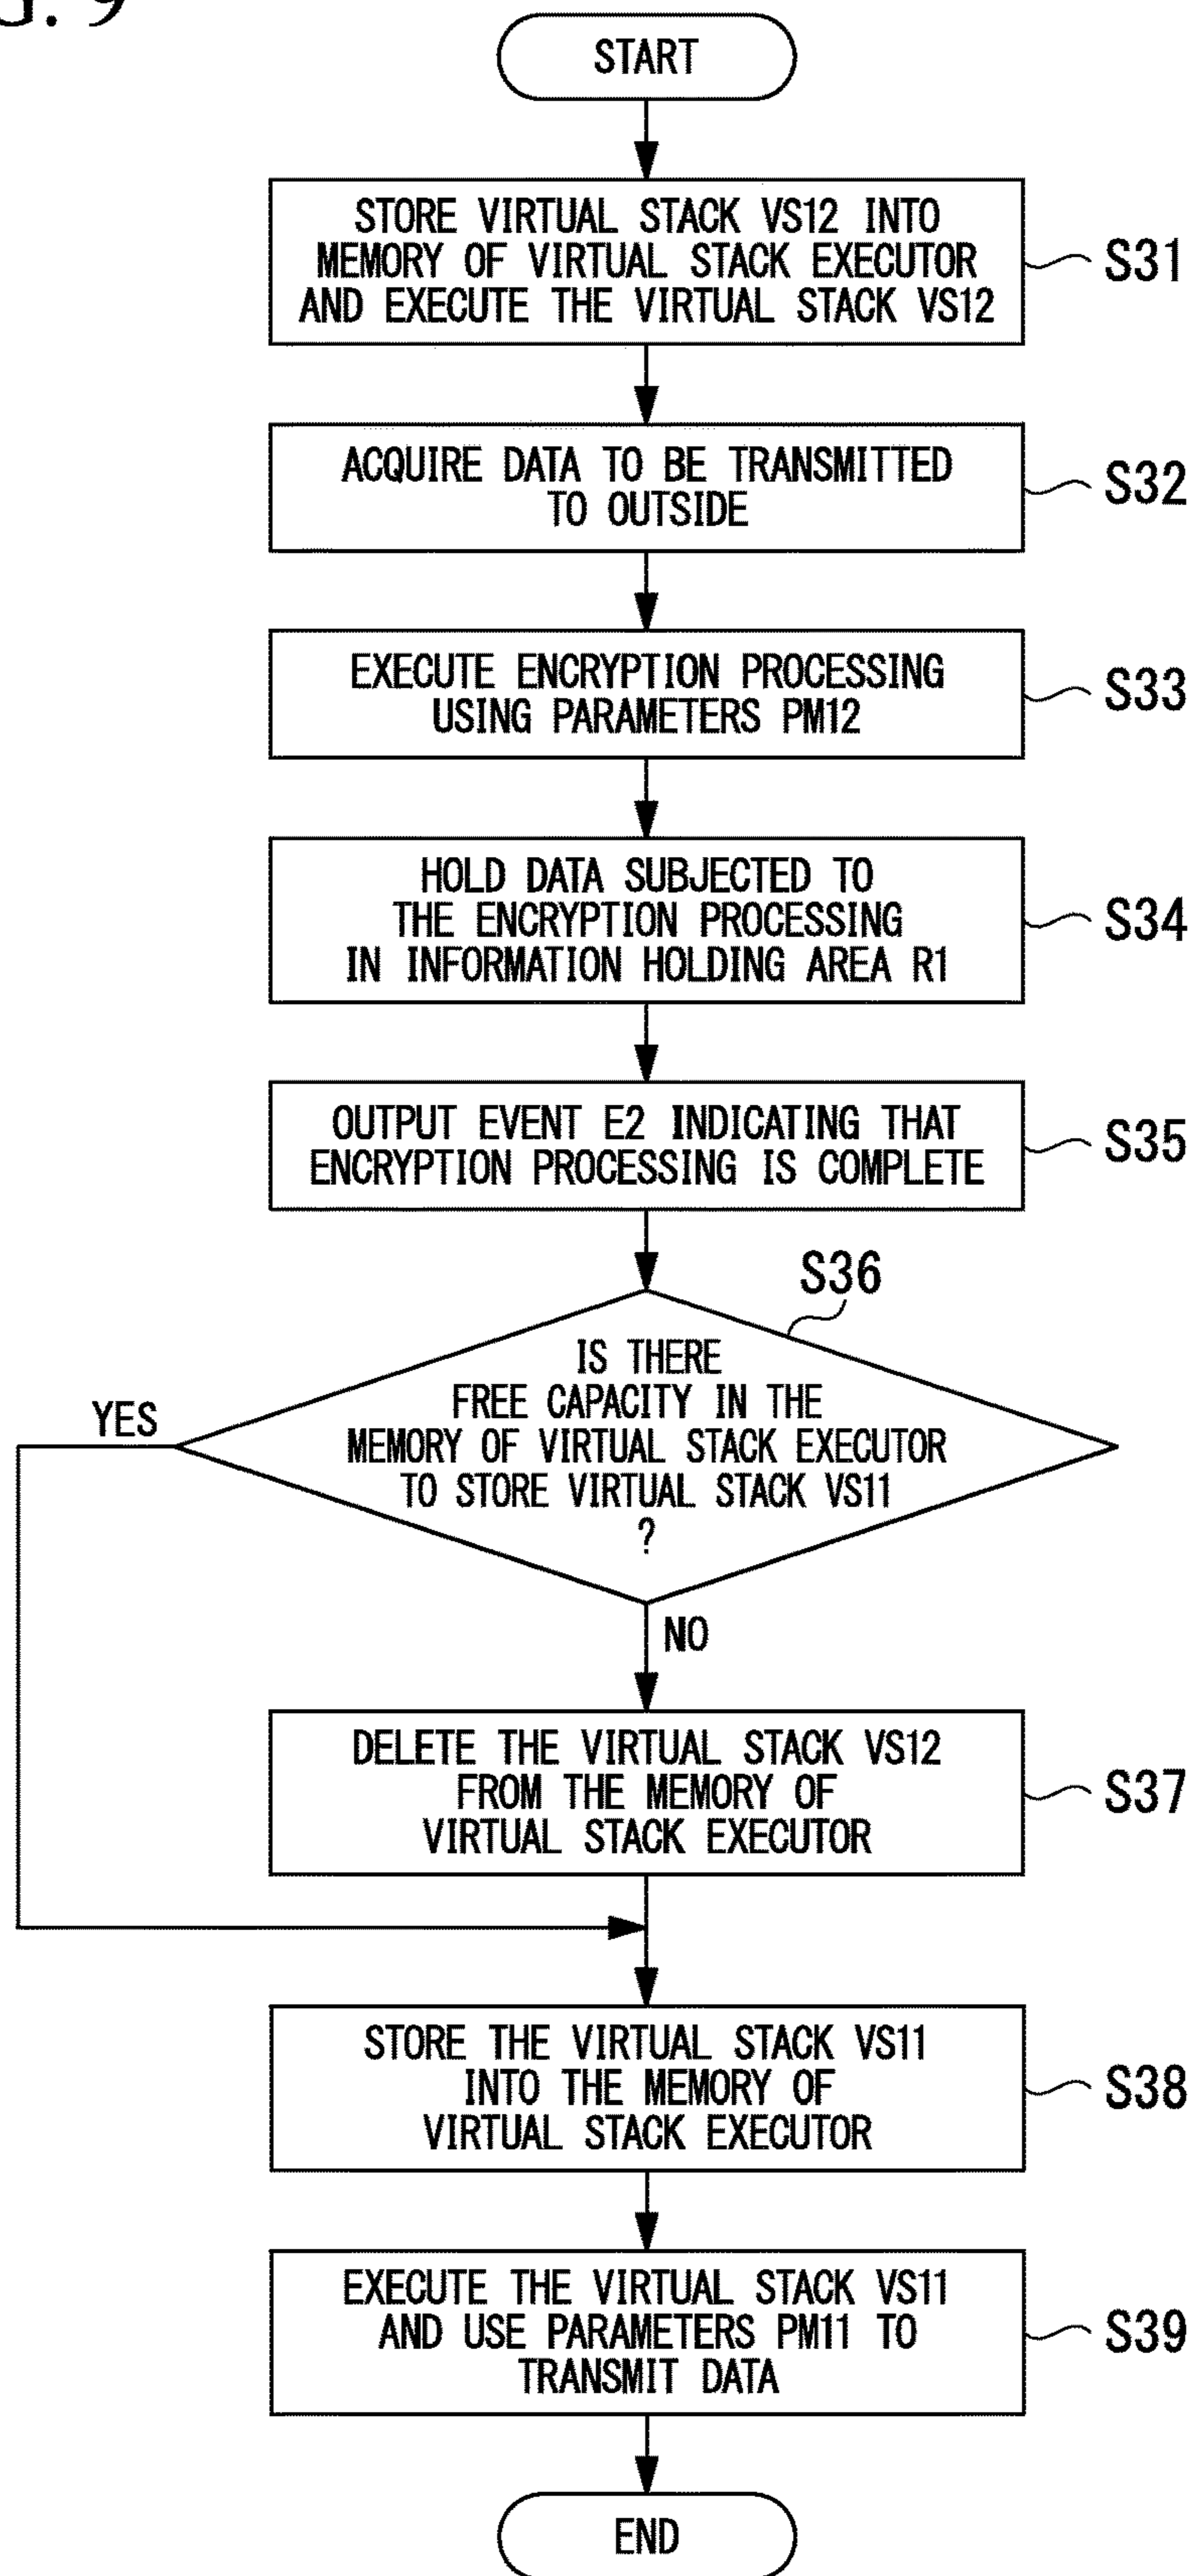 G. 9
START
STORE VIRTUAL STACK VS12 INTO
MEMORY OF VIRTUAL STACK EXECUTOR
AND EXECUTE THE VIRTUAL STACK VS12
S31
ACQUIRE DATA TO BE TRANSMITTED
TO OUTSIDE
S32
EXECUTE ENCRYPTION PROCESSING
USING PARAMETERS PM12
S33
HOLD DATA SUBJECTED TO
THE ENCRYPTION PROCESSING
IN INFORMATION HOLDING AREA R1
S34
OUTPUT EVENT E2 INDICATING THAT
ENCRYPTION PROCESSING IS COMPLETE
S35
S36
IS THERE
FREE CAPACITY IN THE
MEMORY OF VIRTUAL STACK EXECUTOR
TO STORE VIRTUAL STACK VS11
?
YES
NO
DELETE THE VIRTUAL STACK VS12
FROM THE MEMORY OF
VIRTUAL STACK EXECUTOR
S37
STORE THE VIRTUAL STACK VS11
INTO THE MEMORY OF
VIRTUAL STACK EXECUTOR
S38
EXECUTE THE VIRTUAL STACK VS11
AND USE PARAMETERS PM11 TO
TRANSMIT DATA
S39
END